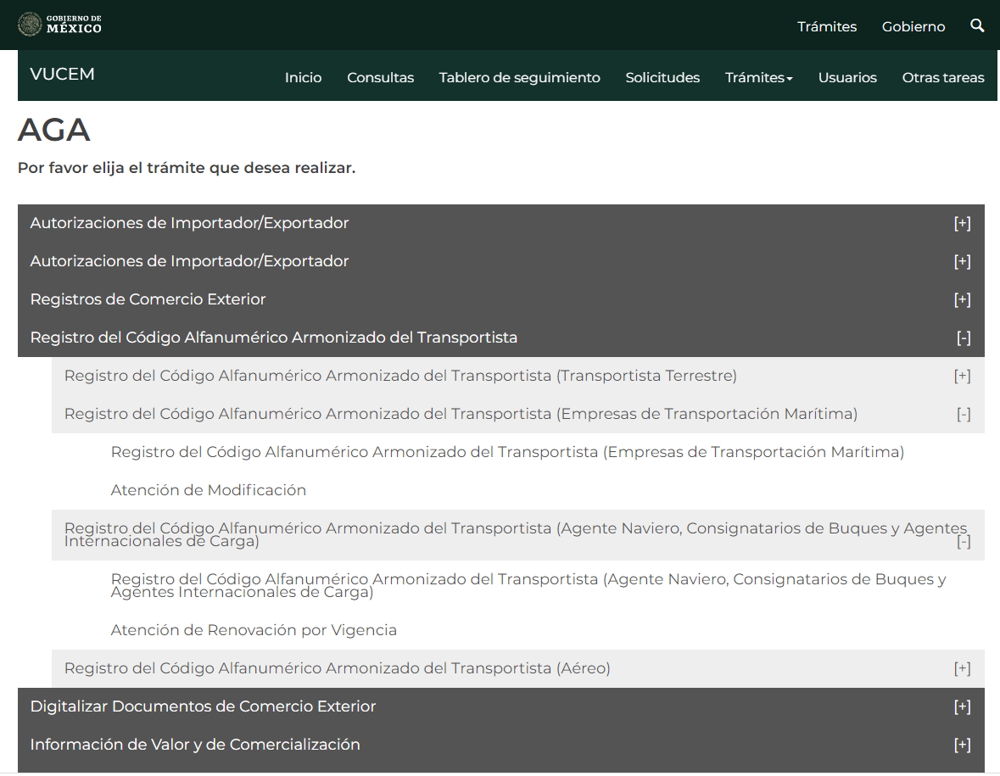 GOBIERNO DE
MÉXICO
Trámites
Gobierno
VUCEM
Inicio
Consultas
Tablero de seguimiento
Solicitudes
Trámites
Usuarios
Otras tareas
AGA
Por favor elija el trámite que desea realizar.
Autorizaciones de Importador/Exportador [+]
Autorizaciones de Importador/Exportador [+]
Registros de Comercio Exterior [+]
Registro del Código Alfanumérico Armonizado del Transportista [-]
Registro del Código Alfanumérico Armonizado del Transportista (Transportista Terrestre) [+]
Registro del Código Alfanumérico Armonizado del Transportista (Empresas de Transportación Marítima) [-]
Registro del Código Alfanumérico Armonizado del Transportista (Empresas de Transportación Marítima)
Atención de Modificación
Registro del Código Alfanumérico Armonizado del Transportista (Agente Naviero, Consignatarios de Buques y Agentes
Internacionales de Carga) [-]
Registro del Código Alfanumérico Armonizado del Transportista (Agente Naviero, Consignatarios de Buques y
Agentes Internacionales de Carga)
Atención de Renovación por Vigencia
Registro del Código Alfanumérico Armonizado del Transportista (Aéreo) [+]
Digitalizar Documentos de Comercio Exterior [+]
Información de Valor y de Comercialización [+]